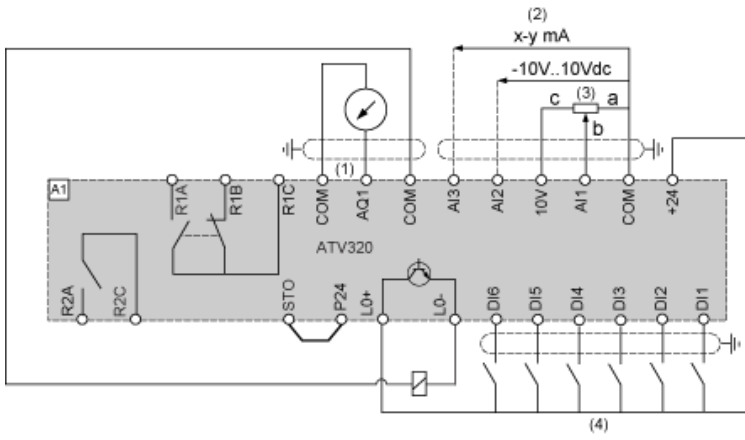 (2)
x-y mA
-10V..10Vdc
c (3) a
b
(1)
A1
R1A R1B R1C COM AQ1 COM AI3 AI2 10V AI1 COM +24
ATV320
R2A R2C STO P24 L0+ L0- DI6 DI5 DI4 DI3 DI2 DI1
(4)